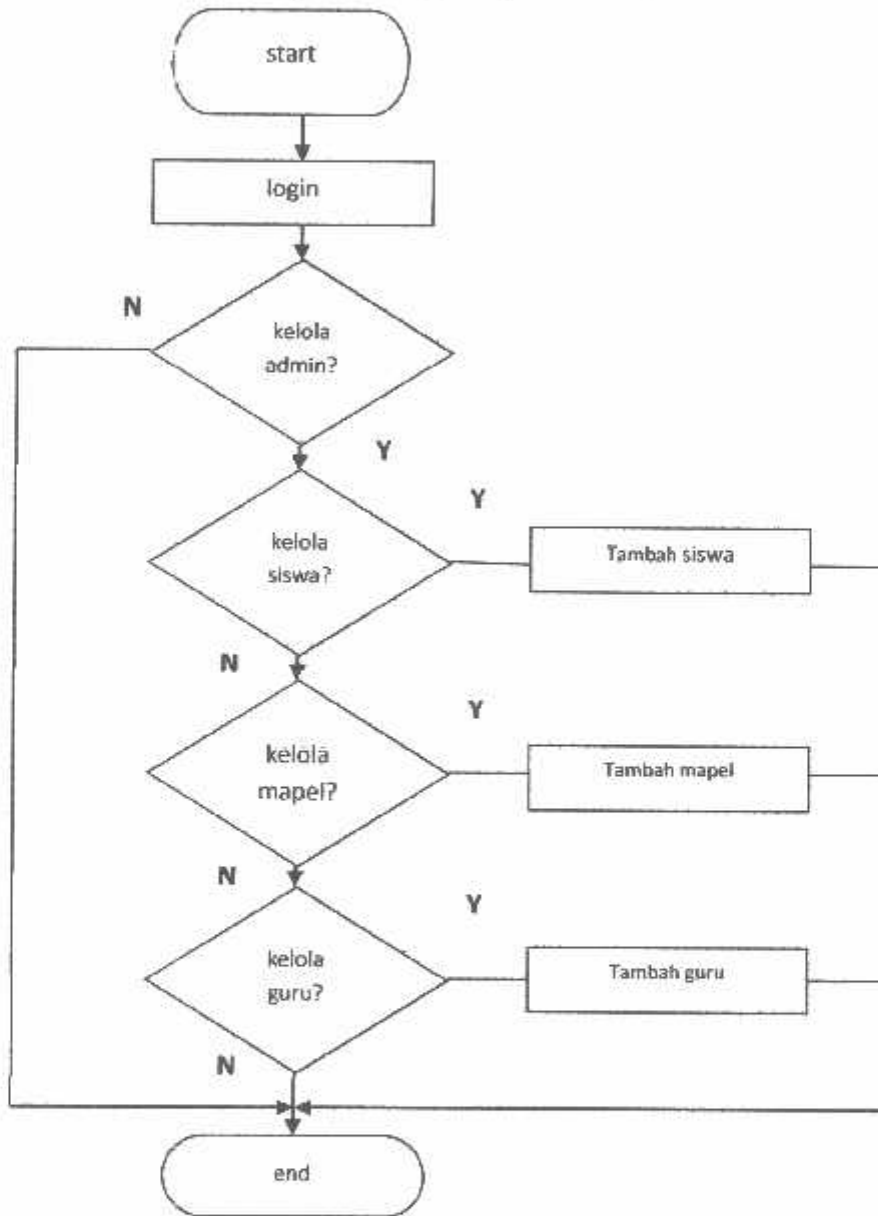 start
login
N
kelola
admin?
Y
Y
kelola
siswa?
Tambah siswa
N
Y
kelola
mapel?
Tambah mapel
N
Y
kelola
guru?
Tambah guru
N
end